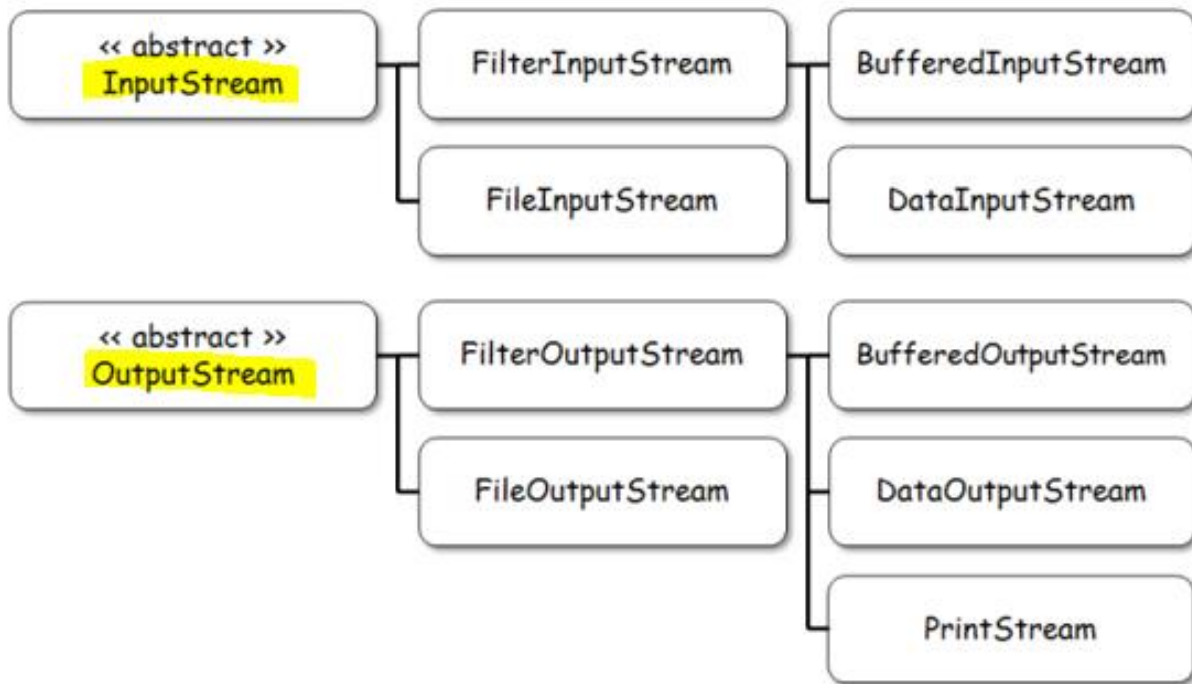 << abstract >>
InputStream
FilterInputStream
BufferedInputStream
FileInputStream
DataInputStream
<< abstract >>
OutputStream
FilterOutputStream
BufferedOutputStream
FileOutputStream
DataOutputStream
PrintStream